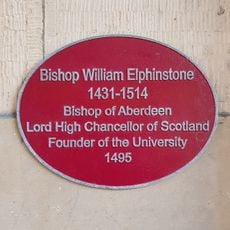 Bishop William Elphinstone
1431-1514
Bishop of Aberdeen
Lord High Chancellor of Scotland
Founder of the University
1495